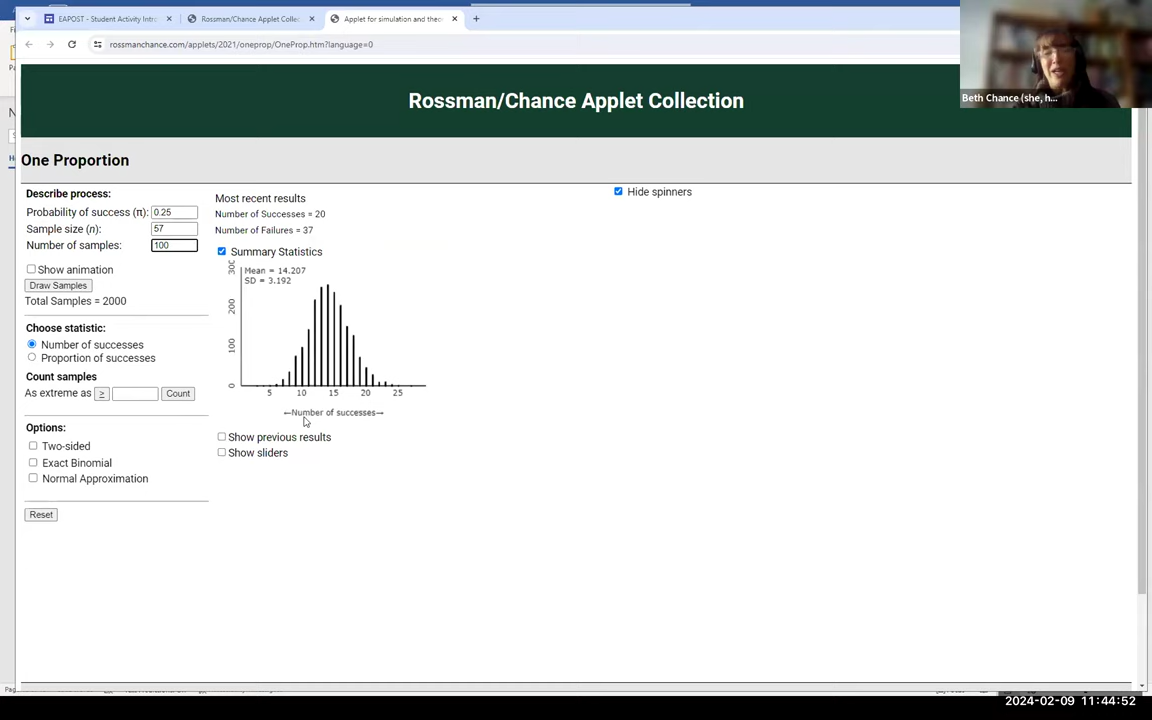 EAPOST - Student Activity Intro
Rossman/Chance Applet Collec
Applet for simulation and theo
rossmanchance.com/applets/2021/oneprop/OneProp.htm?language=0
Beth Chance (she, h...
Rossman/Chance Applet Collection
One Proportion
Describe process:
Probability of success (π): 0.25
Sample size (n): 57
Number of samples: 100
Show animation
Draw Samples
Total Samples = 2000
Choose statistic:
Number of successes
Proportion of successes
Count samples
As extreme as ≥ Count
Options:
Two-sided
Exact Binomial
Normal Approximation
Reset
Most recent results
Number of Successes = 20
Number of Failures = 37
Summary Statistics
Mean = 14.207
SD = 3.192
300
200
100
0
5 10 15 20 25
←Number of successes→
Show previous results
Show sliders
Hide spinners
2024-02-09 11:44:52